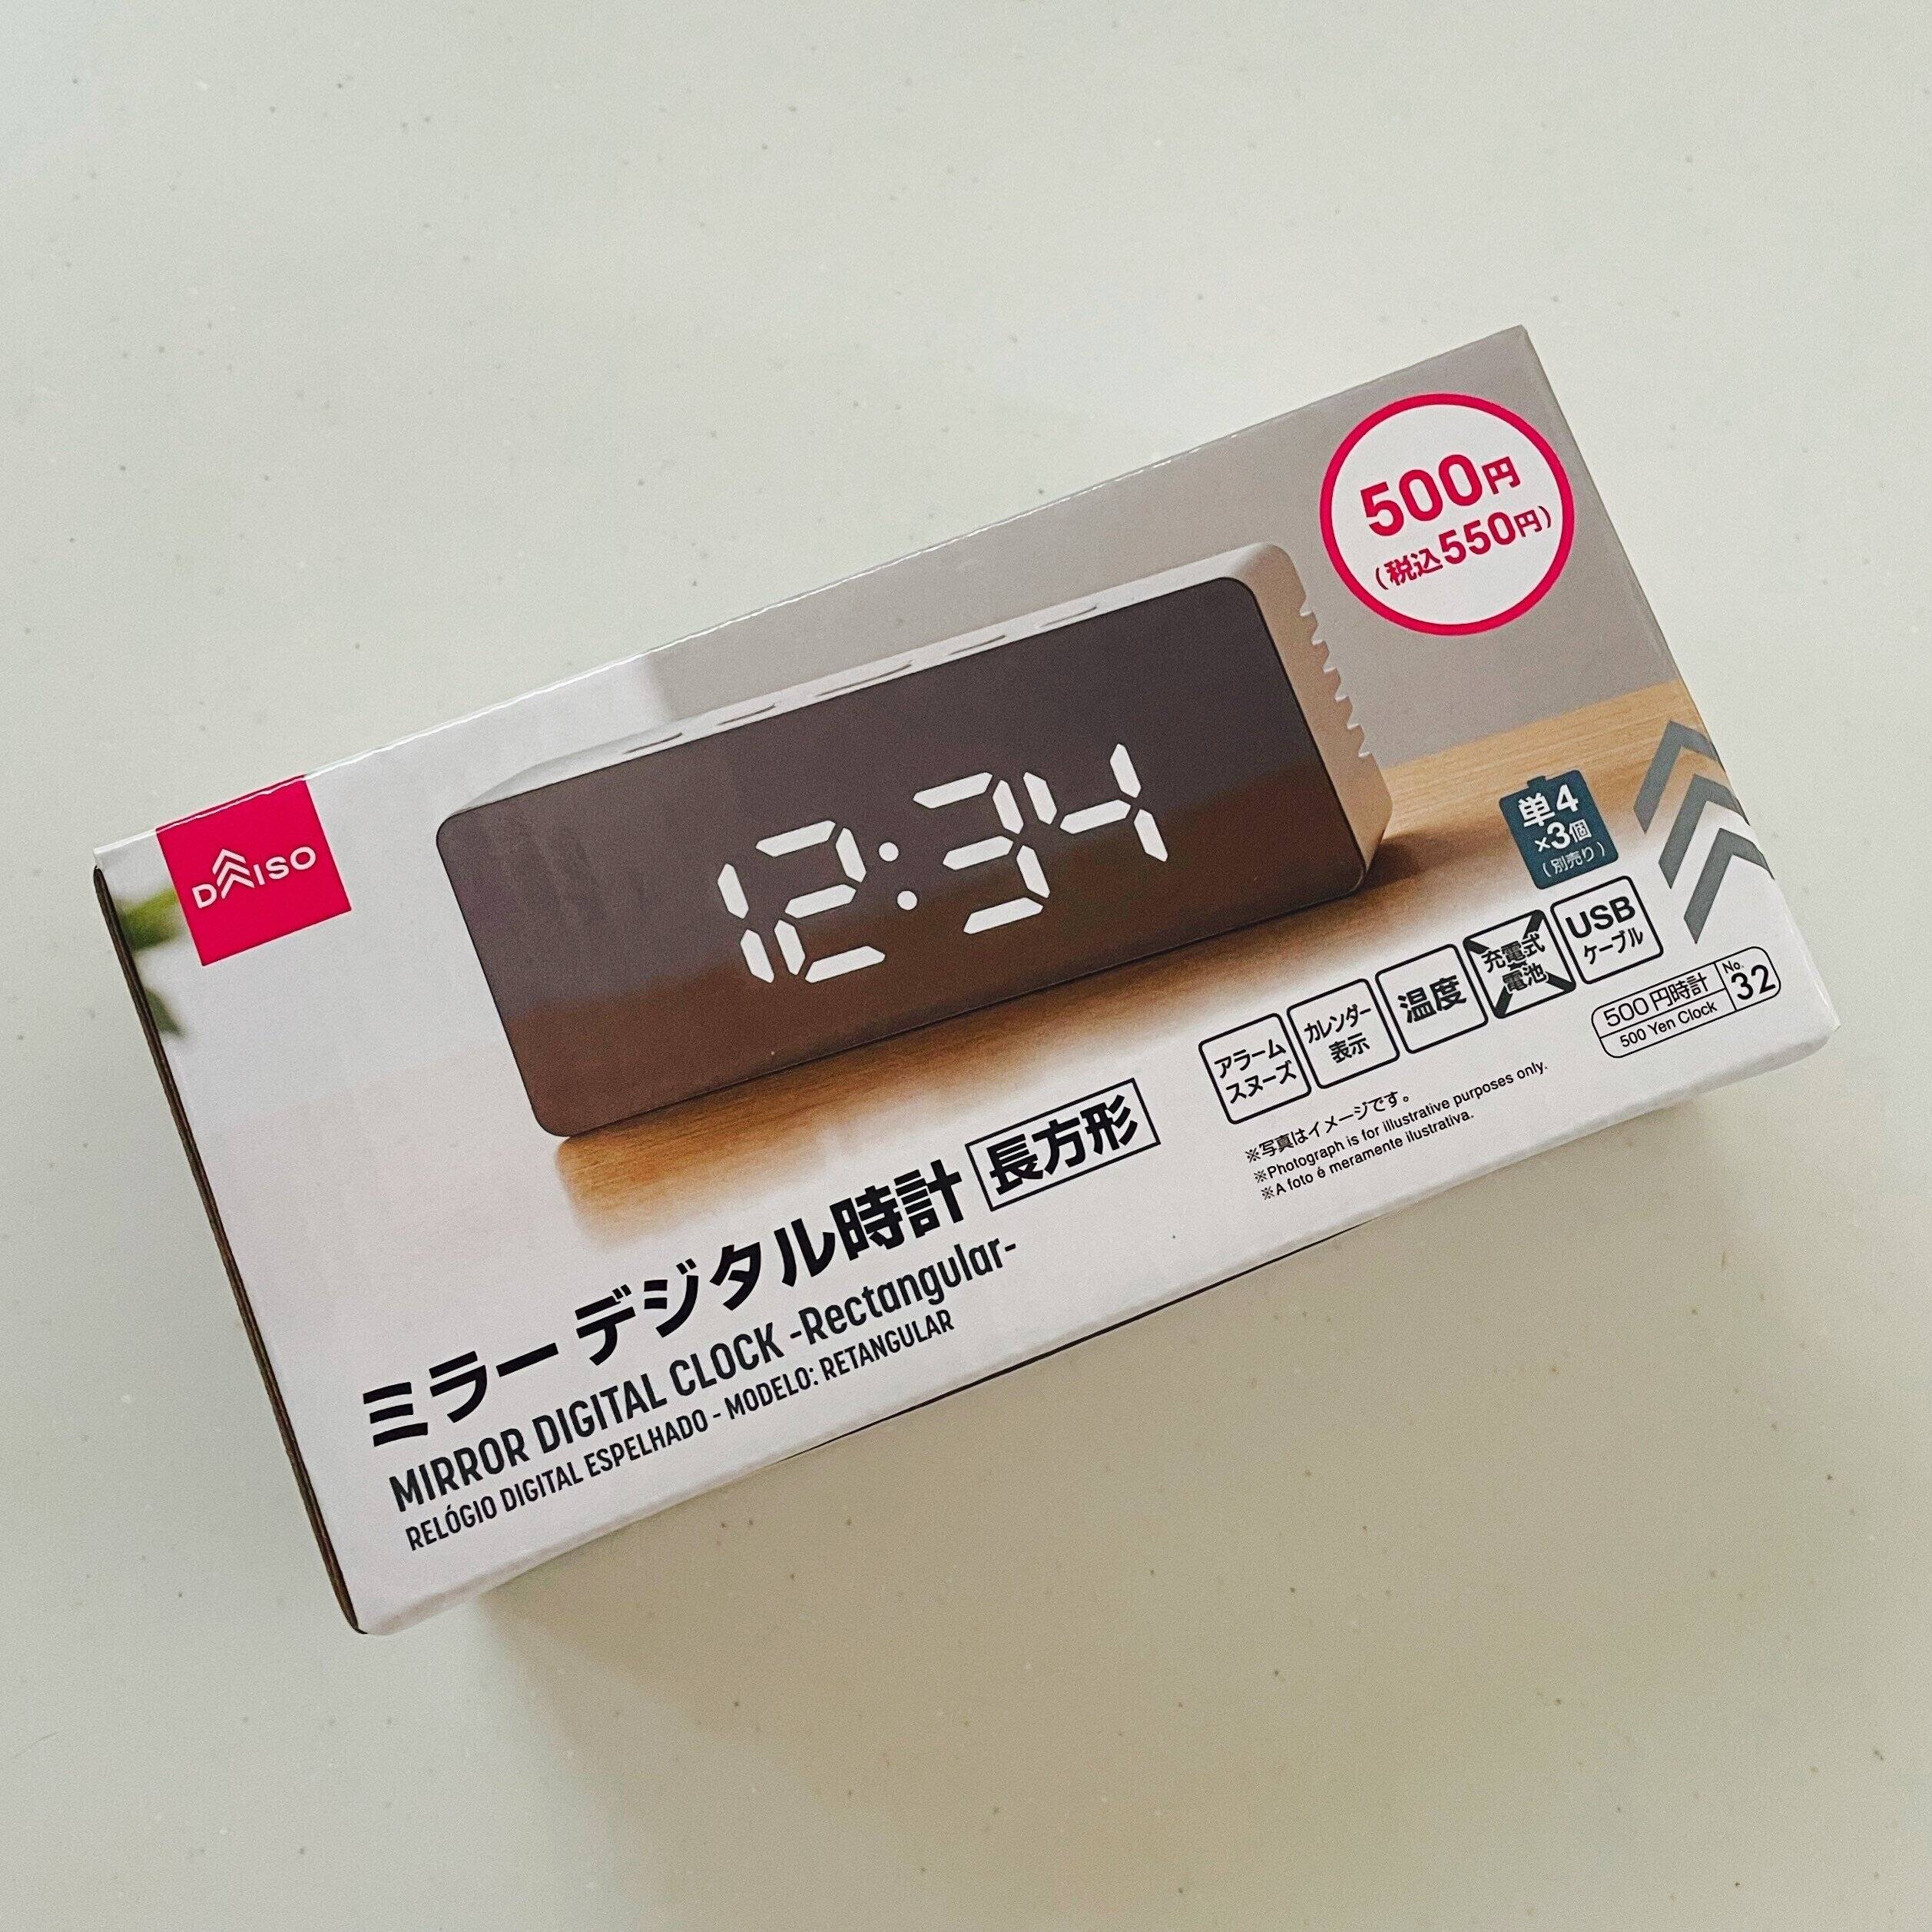 DAISO
500円
(税込550円)
12:34
単4
×3個
(別売り)
アラーム
スヌーズ
カレンダー
表示
温度
充電式
電池
USB
ケーブル
500円時計
500 Yen Clock
No.
32
※写真はイメージです。
※Photograph is for illustrative purposes only.
※A foto é meramente ilustrativa.
ミラー デジタル時計 長方形
MIRROR DIGITAL CLOCK -Rectangular-
RELÓGIO DIGITAL ESPELHADO - MODELO: RETANGULAR